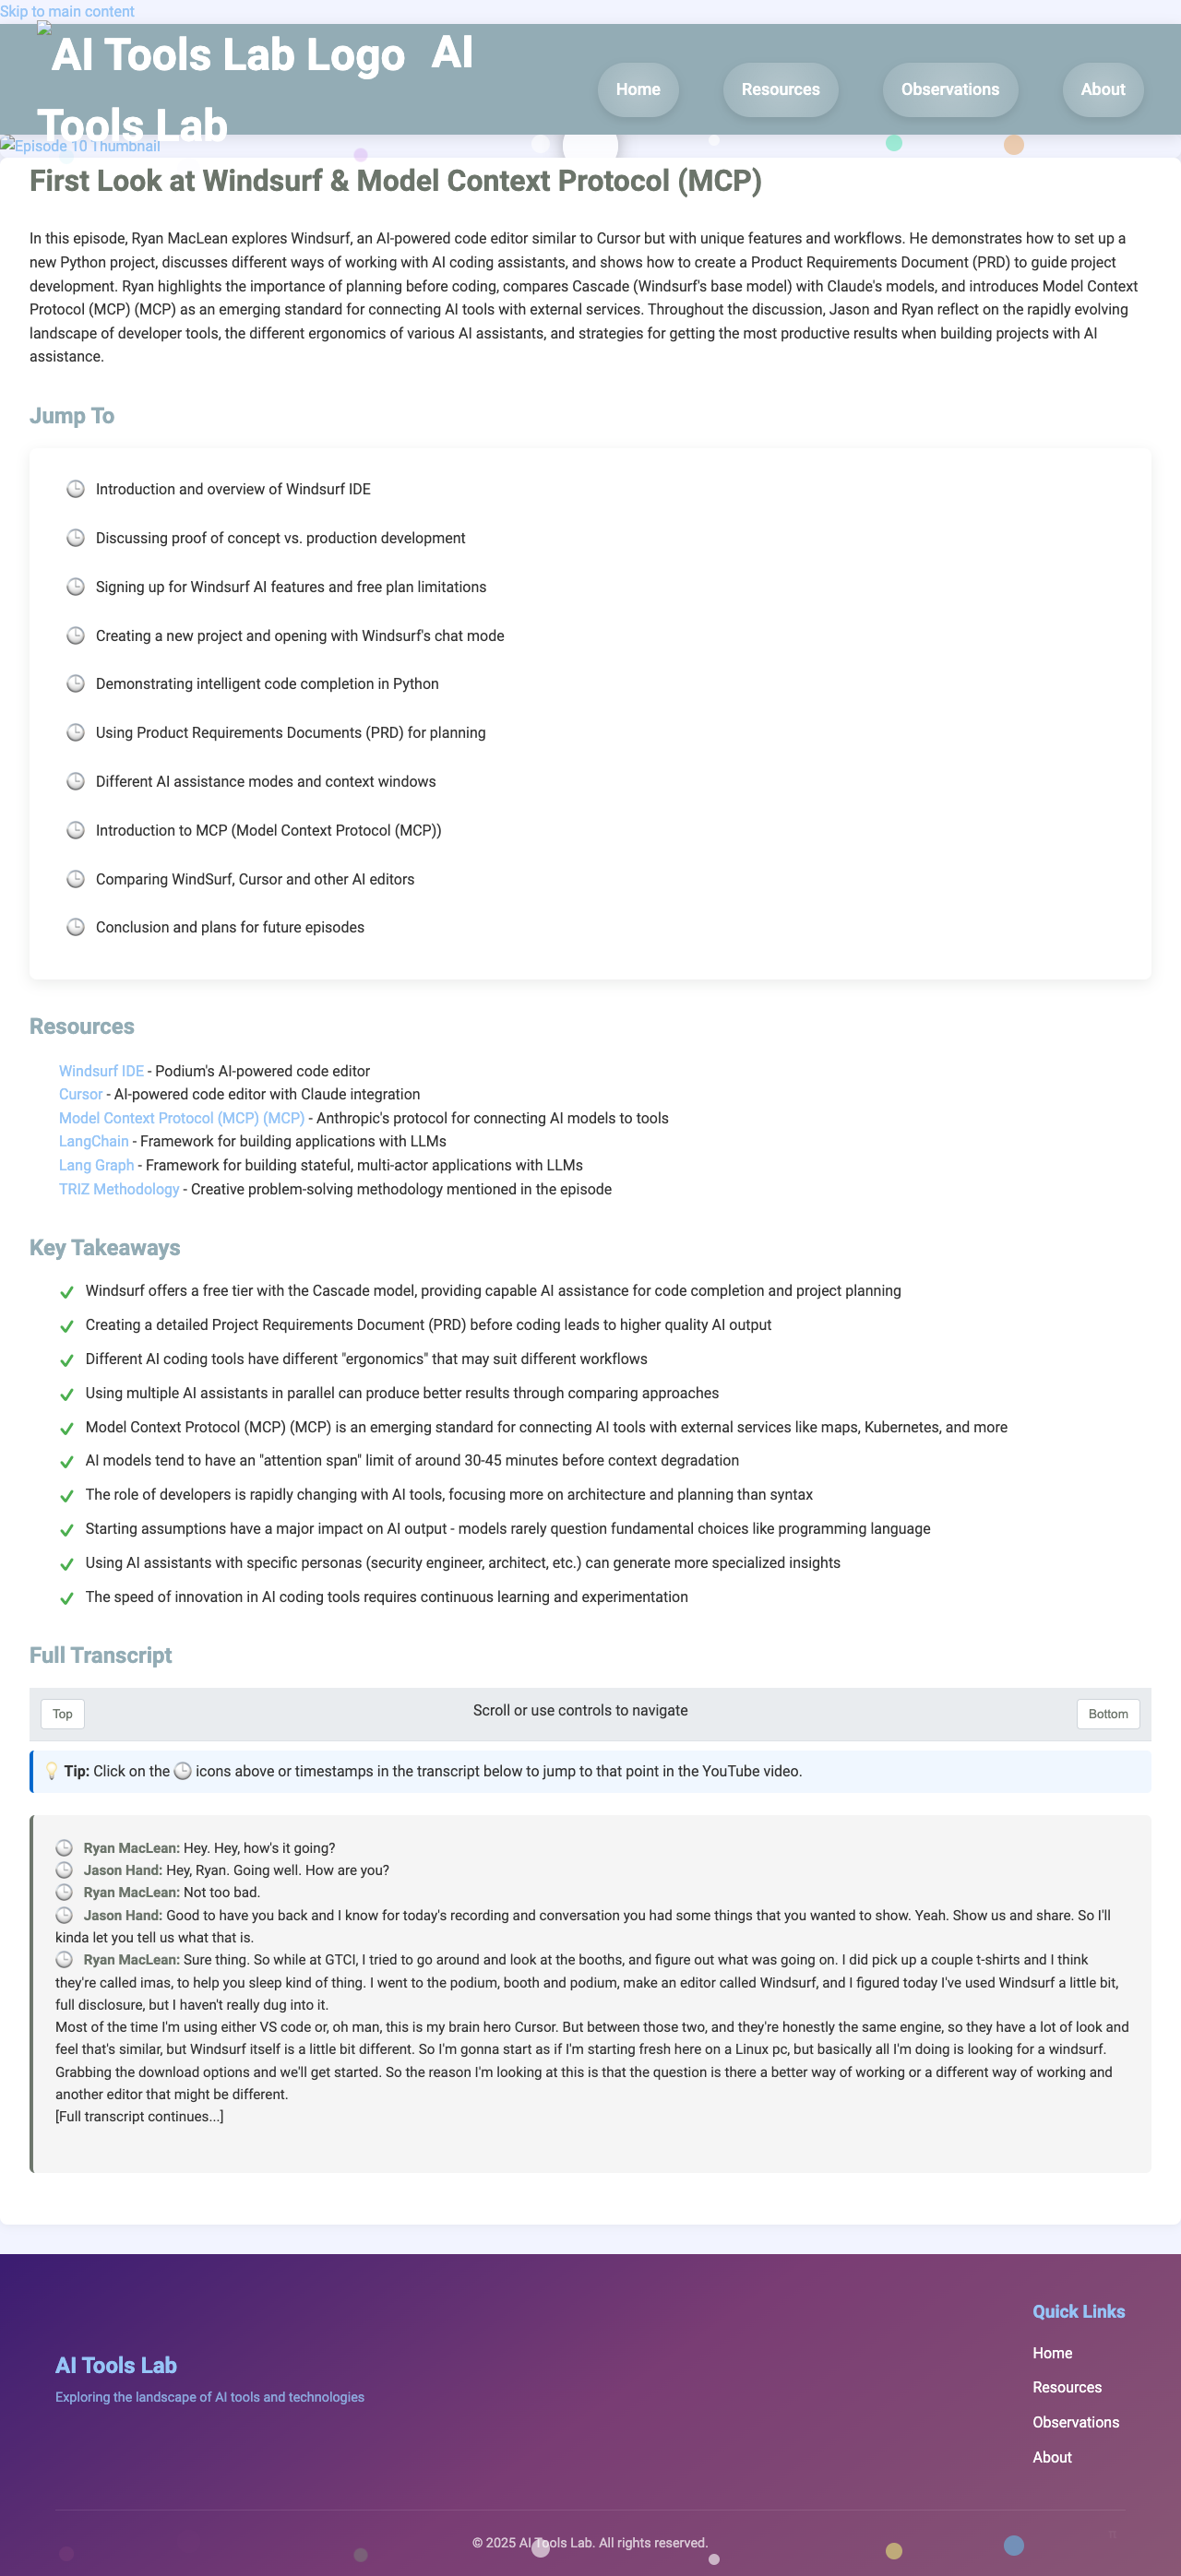 Skip to main content
AI Tools Lab Logo AI
Tools Lab
Home
Resources
Observations
About
Episode 10 Thumbnail
First Look at Windsurf & Model Context Protocol (MCP)
In this episode, Ryan MacLean explores Windsurf, an AI-powered code editor similar to Cursor but with unique features and workflows. He demonstrates how to set up a
new Python project, discusses different ways of working with AI coding assistants, and shows how to create a Product Requirements Document (PRD) to guide project
development. Ryan highlights the importance of planning before coding, compares Cascade (Windsurf's base model) with Claude's models, and introduces Model Context
Protocol (MCP) (MCP) as an emerging standard for connecting AI tools with external services. Throughout the discussion, Jason and Ryan reflect on the rapidly evolving
landscape of developer tools, the different ergonomics of various AI assistants, and strategies for getting the most productive results when building projects with AI
assistance.
Jump To
Introduction and overview of Windsurf IDE
Discussing proof of concept vs. production development
Signing up for Windsurf AI features and free plan limitations
Creating a new project and opening with Windsurf's chat mode
Demonstrating intelligent code completion in Python
Using Product Requirements Documents (PRD) for planning
Different AI assistance modes and context windows
Introduction to MCP (Model Context Protocol (MCP))
Comparing WindSurf, Cursor and other AI editors
Conclusion and plans for future episodes
Resources
Windsurf IDE - Podium's AI-powered code editor
Cursor - AI-powered code editor with Claude integration
Model Context Protocol (MCP) (MCP) - Anthropic's protocol for connecting AI models to tools
LangChain - Framework for building applications with LLMs
Lang Graph - Framework for building stateful, multi-actor applications with LLMs
TRIZ Methodology - Creative problem-solving methodology mentioned in the episode
Key Takeaways
Windsurf offers a free tier with the Cascade model, providing capable AI assistance for code completion and project planning
Creating a detailed Project Requirements Document (PRD) before coding leads to higher quality AI output
Different AI coding tools have different "ergonomics" that may suit different workflows
Using multiple AI assistants in parallel can produce better results through comparing approaches
Model Context Protocol (MCP) (MCP) is an emerging standard for connecting AI tools with external services like maps, Kubernetes, and more
AI models tend to have an "attention span" limit of around 30-45 minutes before context degradation
The role of developers is rapidly changing with AI tools, focusing more on architecture and planning than syntax
Starting assumptions have a major impact on AI output - models rarely question fundamental choices like programming language
Using AI assistants with specific personas (security engineer, architect, etc.) can generate more specialized insights
The speed of innovation in AI coding tools requires continuous learning and experimentation
Full Transcript
Top
Scroll or use controls to navigate
Bottom
💡 Tip: Click on the 🕒 icons above or timestamps in the transcript below to jump to that point in the YouTube video.
Ryan MacLean: Hey. Hey, how's it going?
Jason Hand: Hey, Ryan. Going well. How are you?
Ryan MacLean: Not too bad.
Jason Hand: Good to have you back and I know for today's recording and conversation you had some things that you wanted to show. Yeah. Show us and share. So I'll
kinda let you tell us what that is.
Ryan MacLean: Sure thing. So while at GTCI, I tried to go around and look at the booths, and figure out what was going on. I did pick up a couple t-shirts and I think
they're called imas, to help you sleep kind of thing. I went to the podium, booth and podium, make an editor called Windsurf, and I figured today I've used Windsurf a little bit,
full disclosure, but I haven't really dug into it.
Most of the time I'm using either VS code or, oh man, this is my brain hero Cursor. But between those two, and they're honestly the same engine, so they have a lot of look and
feel that's similar, but Windsurf itself is a little bit different. So I'm gonna start as if I'm starting fresh here on a Linux pc, but basically all I'm doing is looking for a windsurf.
Grabbing the download options and we'll get started. So the reason I'm looking at this is that the question is there a better way of working or a different way of working and
another editor that might be different.
[Full transcript continues...]
AI Tools Lab
Exploring the landscape of AI tools and technologies
Quick Links
Home
Resources
Observations
About
© 2025 AI Tools Lab. All rights reserved.